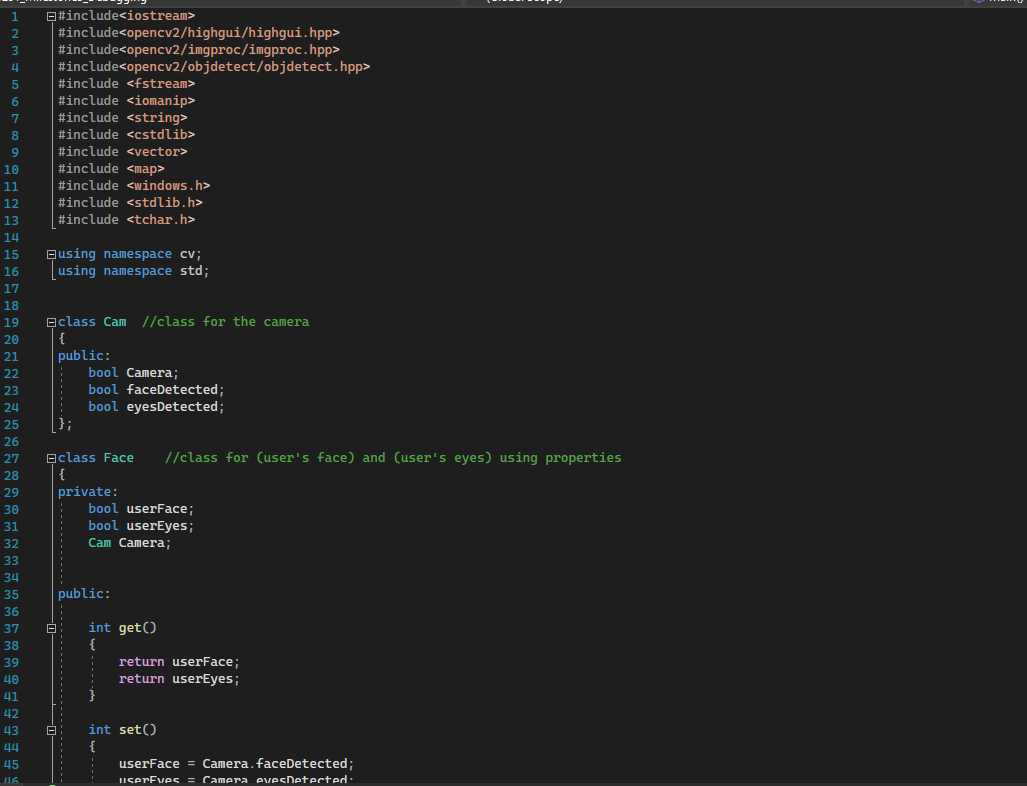 (Global Scope)
main()
1 #include<iostream>
2 #include<opencv2/highgui/highgui.hpp>
3 #include<opencv2/imgproc/imgproc.hpp>
4 #include<opencv2/objdetect/objdetect.hpp>
5 #include <fstream>
6 #include <iomanip>
7 #include <string>
8 #include <cstdlib>
9 #include <vector>
10 #include <map>
11 #include <windows.h>
12 #include <stdlib.h>
13 #include <tchar.h>
14
15 using namespace cv;
16 using namespace std;
17
18
19 class Cam  //class for the camera
20 {
21 public:
22     bool Camera;
23     bool faceDetected;
24     bool eyesDetected;
25 };
26
27 class Face    //class for (user's face) and (user's eyes) using properties
28 {
29 private:
30     bool userFace;
31     bool userEyes;
32     Cam Camera;
33
34
35 public:
36
37     int get()
38     {
39         return userFace;
40         return userEyes;
41     }
42
43     int set()
44     {
45         userFace = Camera.faceDetected;
46         userEyes = Camera.eyesDetected;